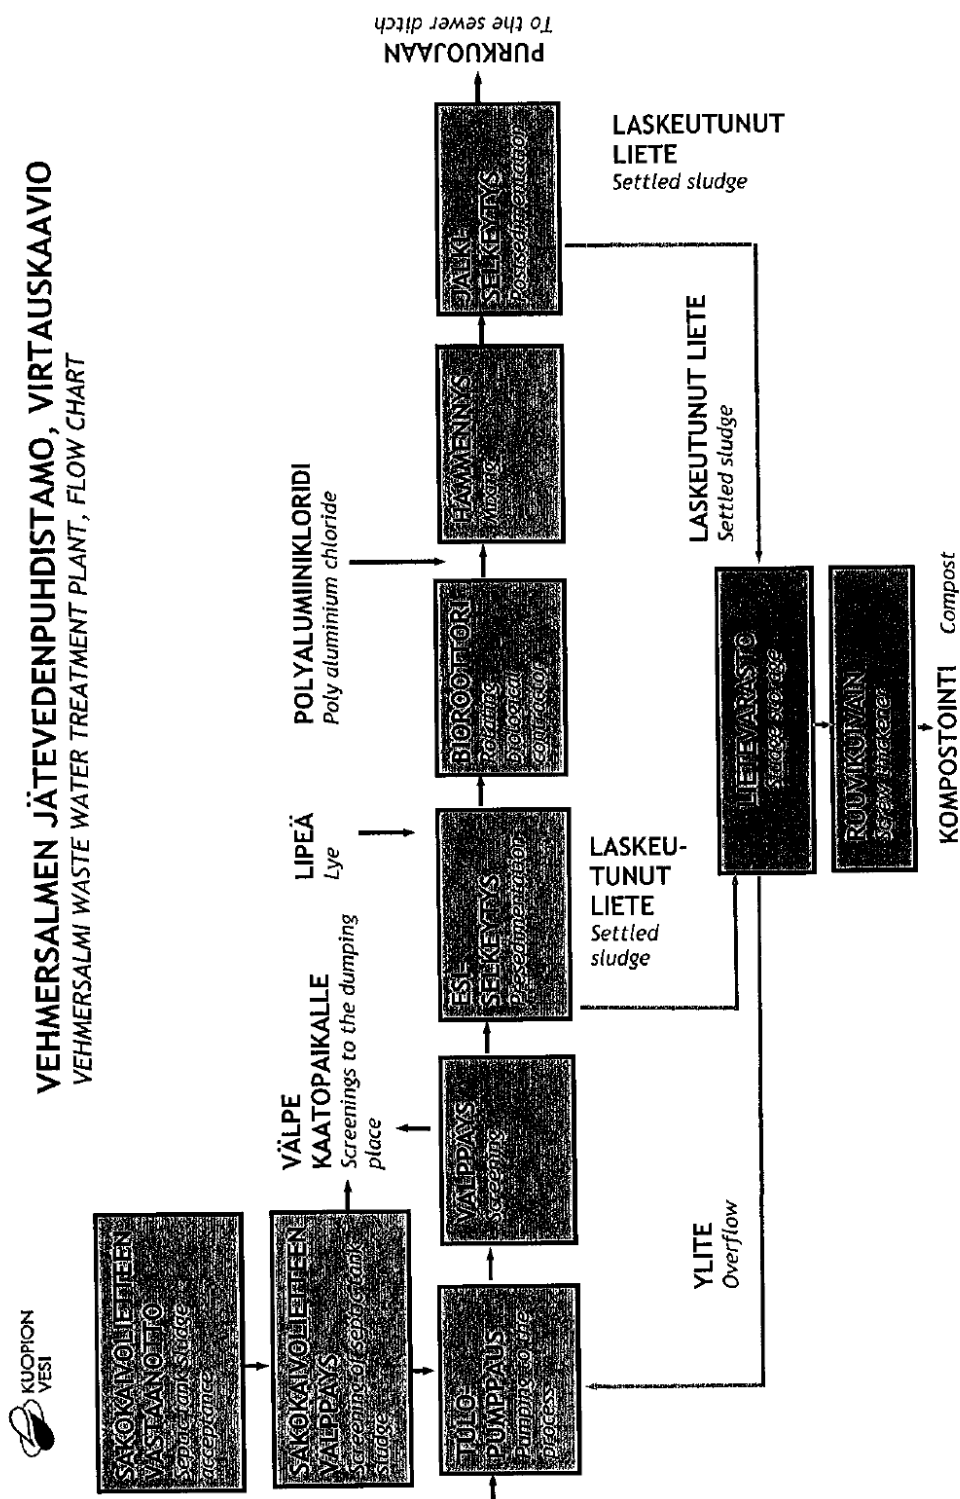 KUOPION
VESI
VEHMERSALMEN JÄTEVEDENPUHDISTAMO, VIRTAUSKAAVIO
VEHMERSALMI WASTE WATER TREATMENT PLANT, FLOW CHART
SAKOKAIVOLIETTEEN
VASTAANOTTO
Septic tank sludge
acceptance
SAKOKAIVOLIETTEEN
VÄLPPÄYS
Screening of septic tank
sludge
TULO
PUMPPAUS
Pumping to the
process
VÄLPPÄYS
Screening
VÄLPE
KAATOPAIKALLE
Screenings to the dumping
place
ESI-
SELKEYTYS
Presedimentation
LIPEÄ
Lye
BIOROOTTORI
Rotating
biological
contractor
POLYALUMINIKLORIDI
Poly aluminium chloride
HÄMMENNYS
Mixing
JÄLKI-
SELKEYTYS
Postsedimentation
PURKUOJAAN
To the sewer ditch
LASKEUTUNUT
LIETE
Settled sludge
LASKEU-
TUNUT
LIETE
Settled
sludge
LASKEUTUNUT LIETE
Settled sludge
LIETEVARASTO
Sludge storage
RUUVIKUIVAIN
Screw thickener
YLITE
Overflow
KOMPOSTOINTI Compost